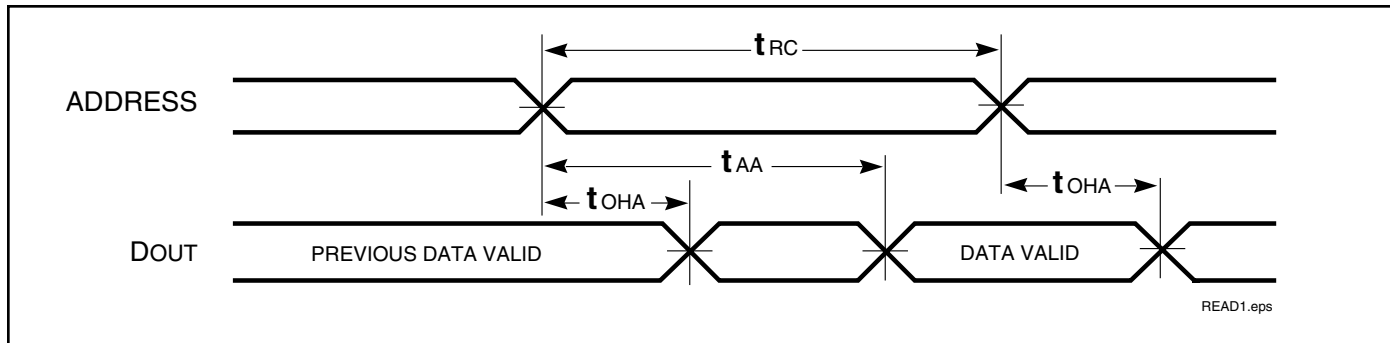 tRC
ADDRESS
tAA
tOHA
tOHA
DOUT
PREVIOUS DATA VALID
DATA VALID
READ1.eps